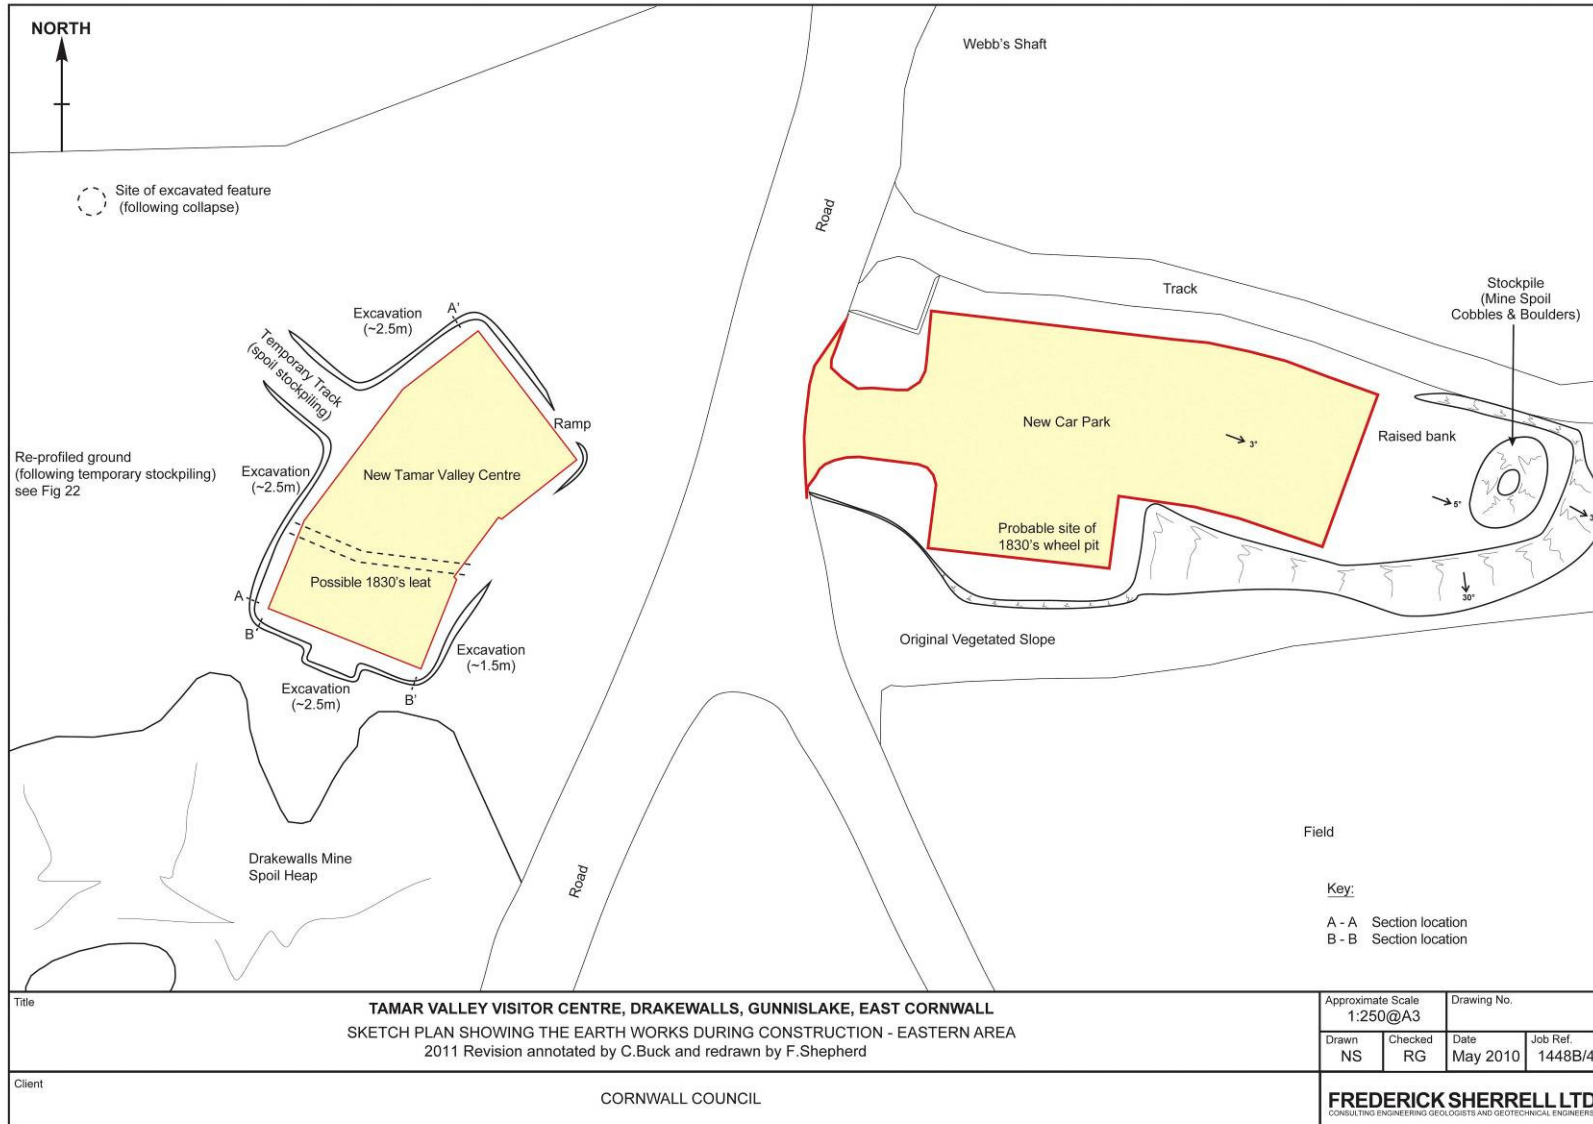 NORTH
Webb's Shaft
Site of excavated feature
(following collapse)
Road
Track
Stockpile
(Mine Spoil
Cobbles & Boulders)
Excavation
(~2.5m)
A'
Temporary Track
(spoil stockpiling)
Ramp
New Car Park
3°
Raised bank
Re-profiled ground
(following temporary stockpiling)
see Fig 22
Excavation
(~2.5m)
New Tamar Valley Centre
5°
Probable site of
1830's wheel pit
Possible 1830's leat
30°
A
B
Original Vegetated Slope
Excavation
(~1.5m)
Excavation
(~2.5m)
B'
Field
Drakewalls Mine
Spoil Heap
Road
Key:
A - A Section location
B - B Section location
Title
TAMAR VALLEY VISITOR CENTRE, DRAKEWALLS, GUNNISLAKE, EAST CORNWALL
SKETCH PLAN SHOWING THE EARTH WORKS DURING CONSTRUCTION - EASTERN AREA
2011 Revision annotated by C.Buck and redrawn by F.Shepherd
Approximate Scale
1:250@A3
Drawing No.
Drawn
NS
Checked
RG
Date
May 2010
Job Ref.
1448B/4
Client
CORNWALL COUNCIL
FREDERICK SHERRELL LTD
CONSULTING ENGINEERING GEOLOGISTS AND GEOTECHNICAL ENGINEERS